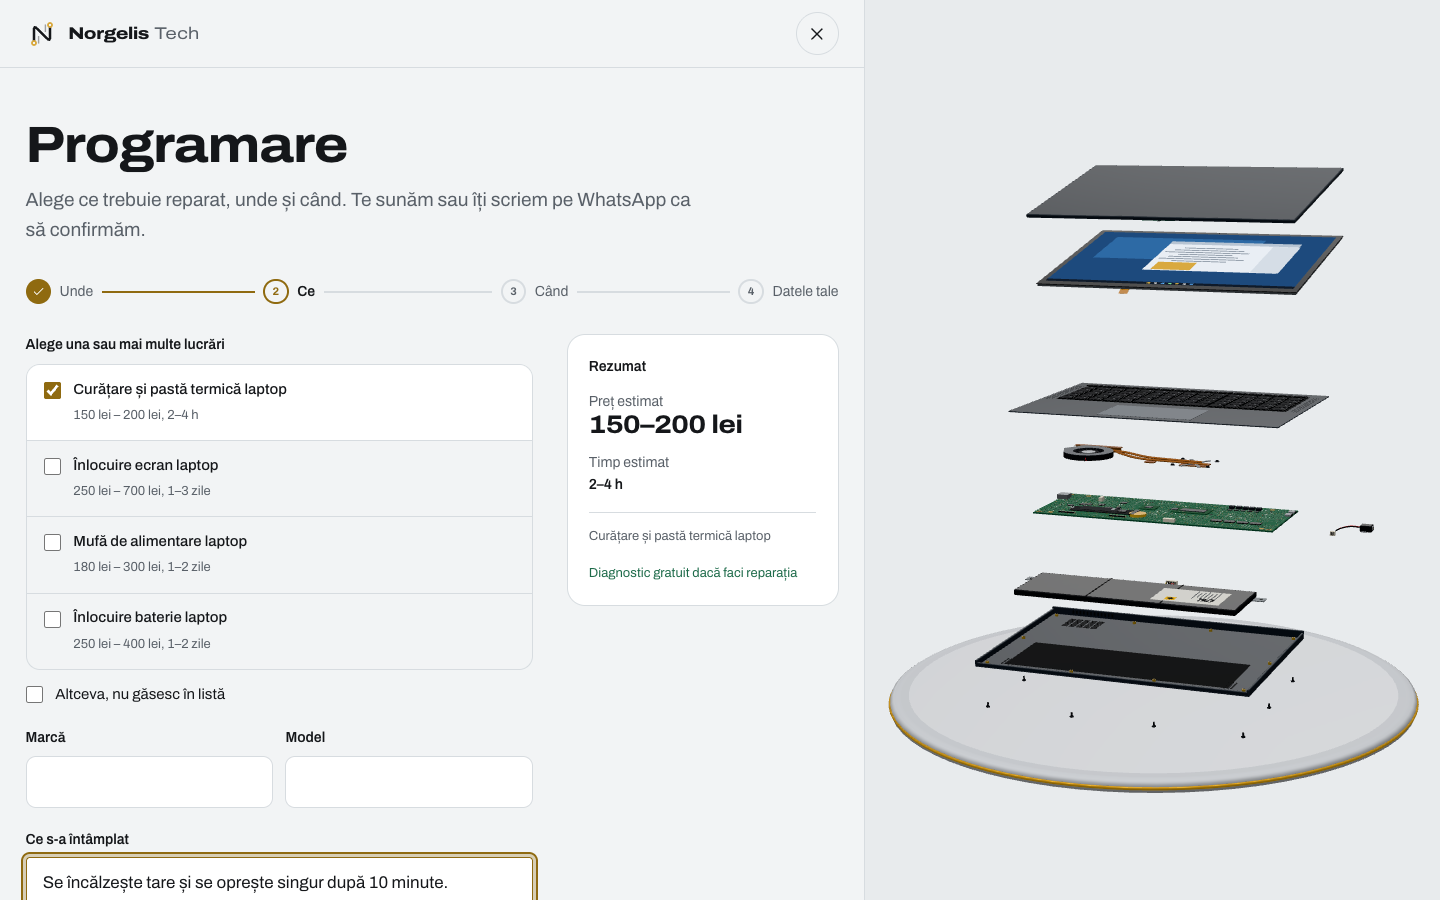 Norgelis Tech
Programare
Alege ce trebuie reparat, unde și când. Te sunăm sau îți scriem pe WhatsApp ca
să confirmăm.
Unde
2 Ce
3 Când
4 Datele tale
Alege una sau mai multe lucrări
Curățare și pastă termică laptop
150 lei – 200 lei, 2–4 h
Înlocuire ecran laptop
250 lei – 700 lei, 1–3 zile
Mufă de alimentare laptop
180 lei – 300 lei, 1–2 zile
Înlocuire baterie laptop
250 lei – 400 lei, 1–2 zile
Altceva, nu găsesc în listă
Marcă
Model
Ce s-a întâmplat
Se încălzește tare și se oprește singur după 10 minute.
Rezumat
Preț estimat
150–200 lei
Timp estimat
2–4 h
Curățare și pastă termică laptop
Diagnostic gratuit dacă faci reparația